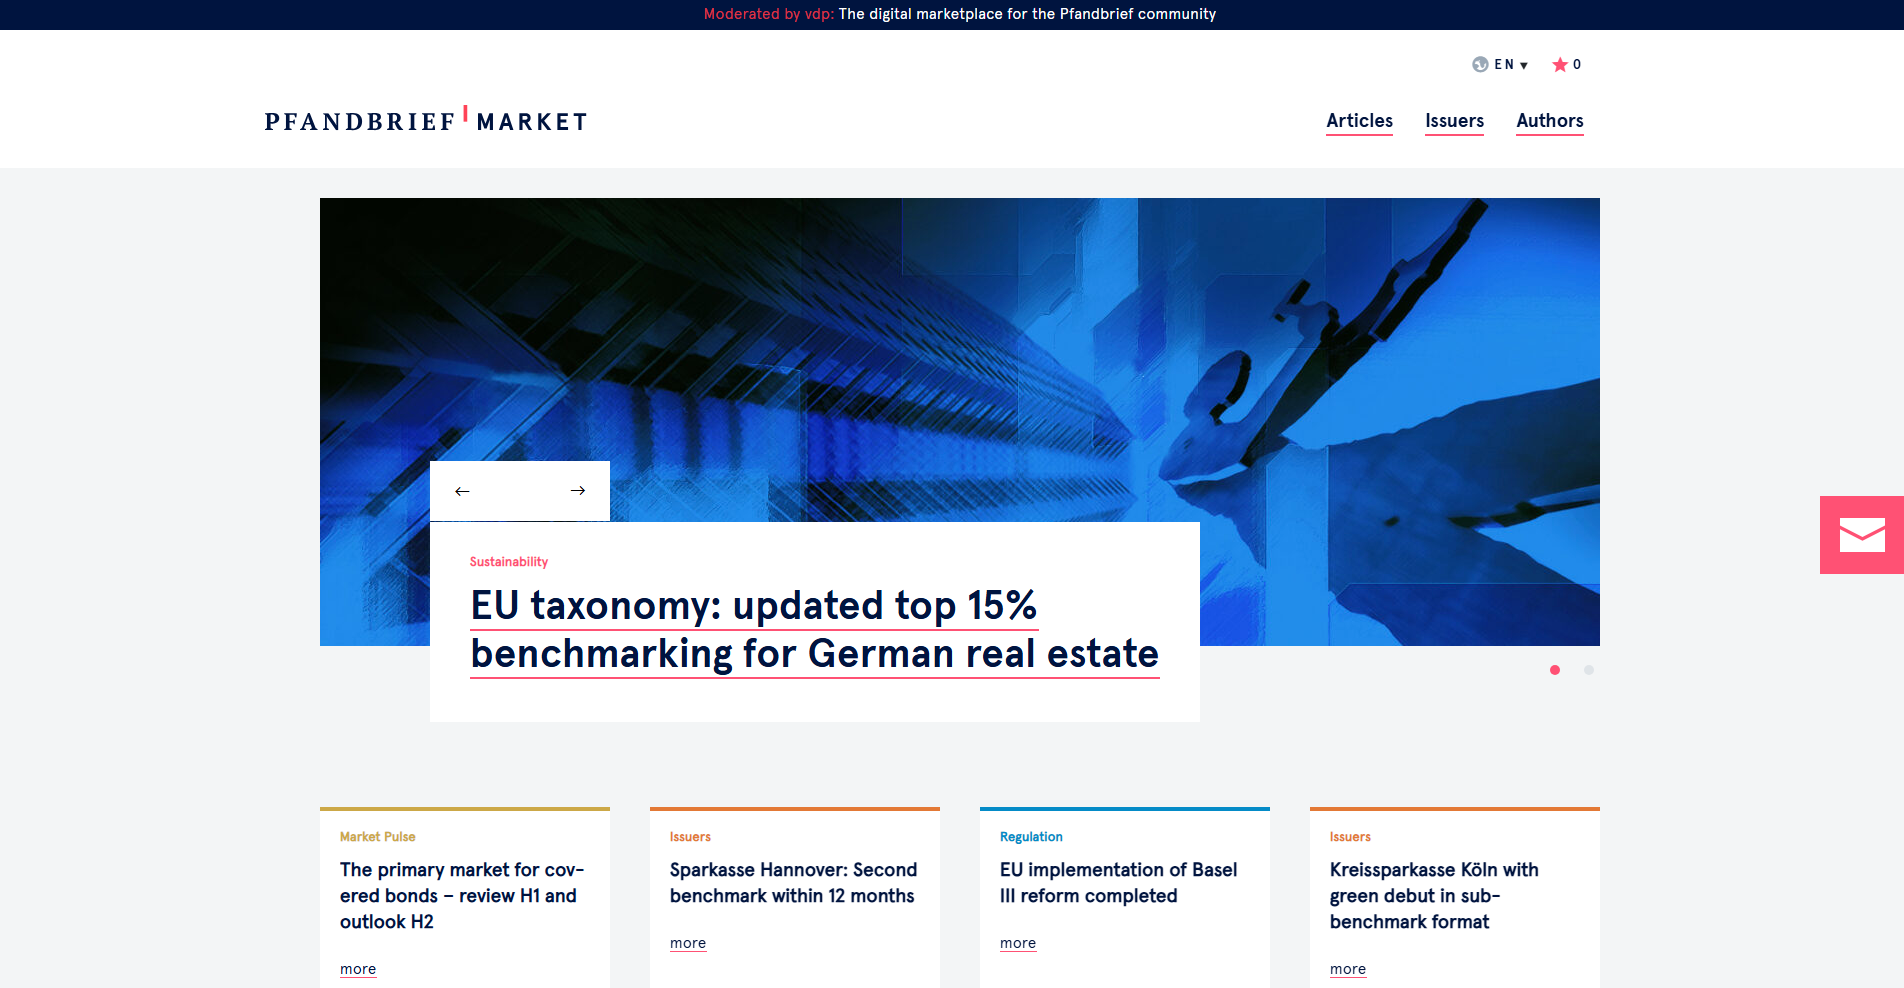 Moderated by vdp: The digital marketplace for the Pfandbrief community
EN ▾ ★ 0
PFANDBRIEF MARKET
Articles Issuers Authors
← →
Sustainability
EU taxonomy: updated top 15%
benchmarking for German real estate
Market Pulse
The primary market for cov-
ered bonds – review H1 and
outlook H2
more
Issuers
Sparkasse Hannover: Second
benchmark within 12 months
more
Regulation
EU implementation of Basel
III reform completed
more
Issuers
Kreissparkasse Köln with
green debut in sub-
benchmark format
more